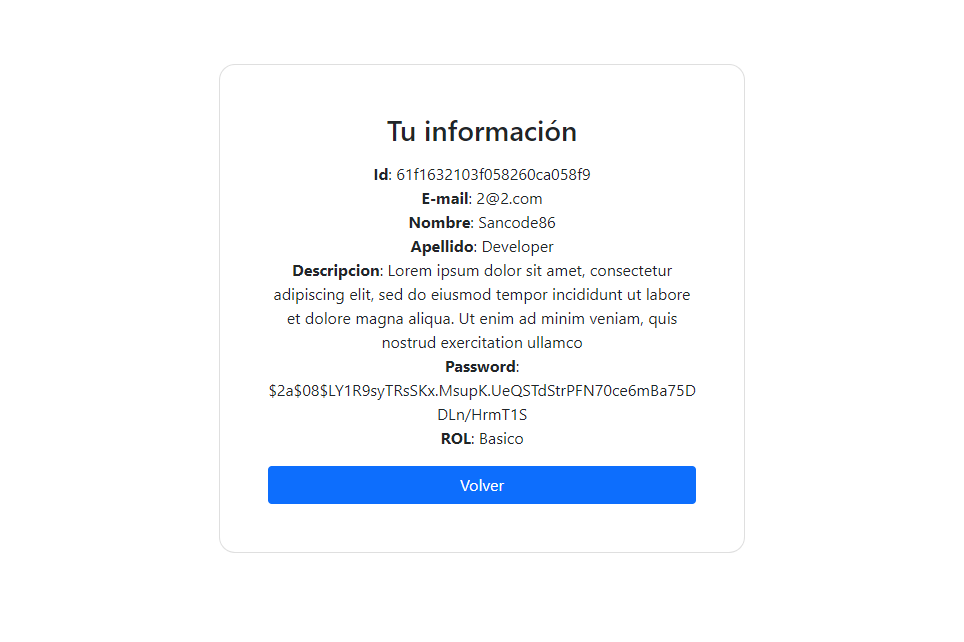 Tu información
Id: 61f1632103f058260ca058f9
E-mail: 2@2.com
Nombre: Sancode86
Apellido: Developer
Descripcion: Lorem ipsum dolor sit amet, consectetur
adipiscing elit, sed do eiusmod tempor incididunt ut labore
et dolore magna aliqua. Ut enim ad minim veniam, quis
nostrud exercitation ullamco
Password:
$2a$08$LY1R9syTRsSKx.MsupK.UeQSTdStrPFN70ce6mBa75D
DLn/HrmT1S
ROL: Basico
Volver